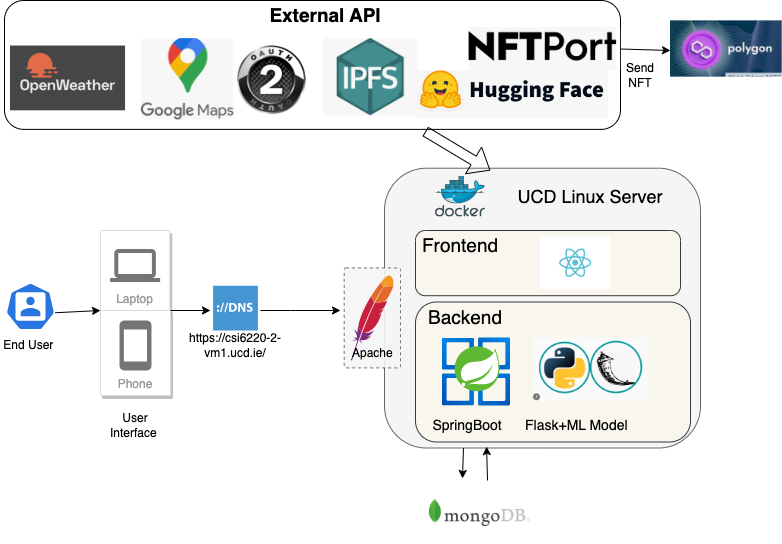 External API
OpenWeather
Google Maps
OAUTH
2
OAUTH
IPFS
NFTPort
Hugging Face
Send
NFT
polygon
docker
UCD Linux Server
Frontend
Backend
SpringBoot
Flask+ML Model
End User
Laptop
Phone
User
Interface
://DNS
https://csi6220-2-
vm1.ucd.ie/
Apache
mongoDB.